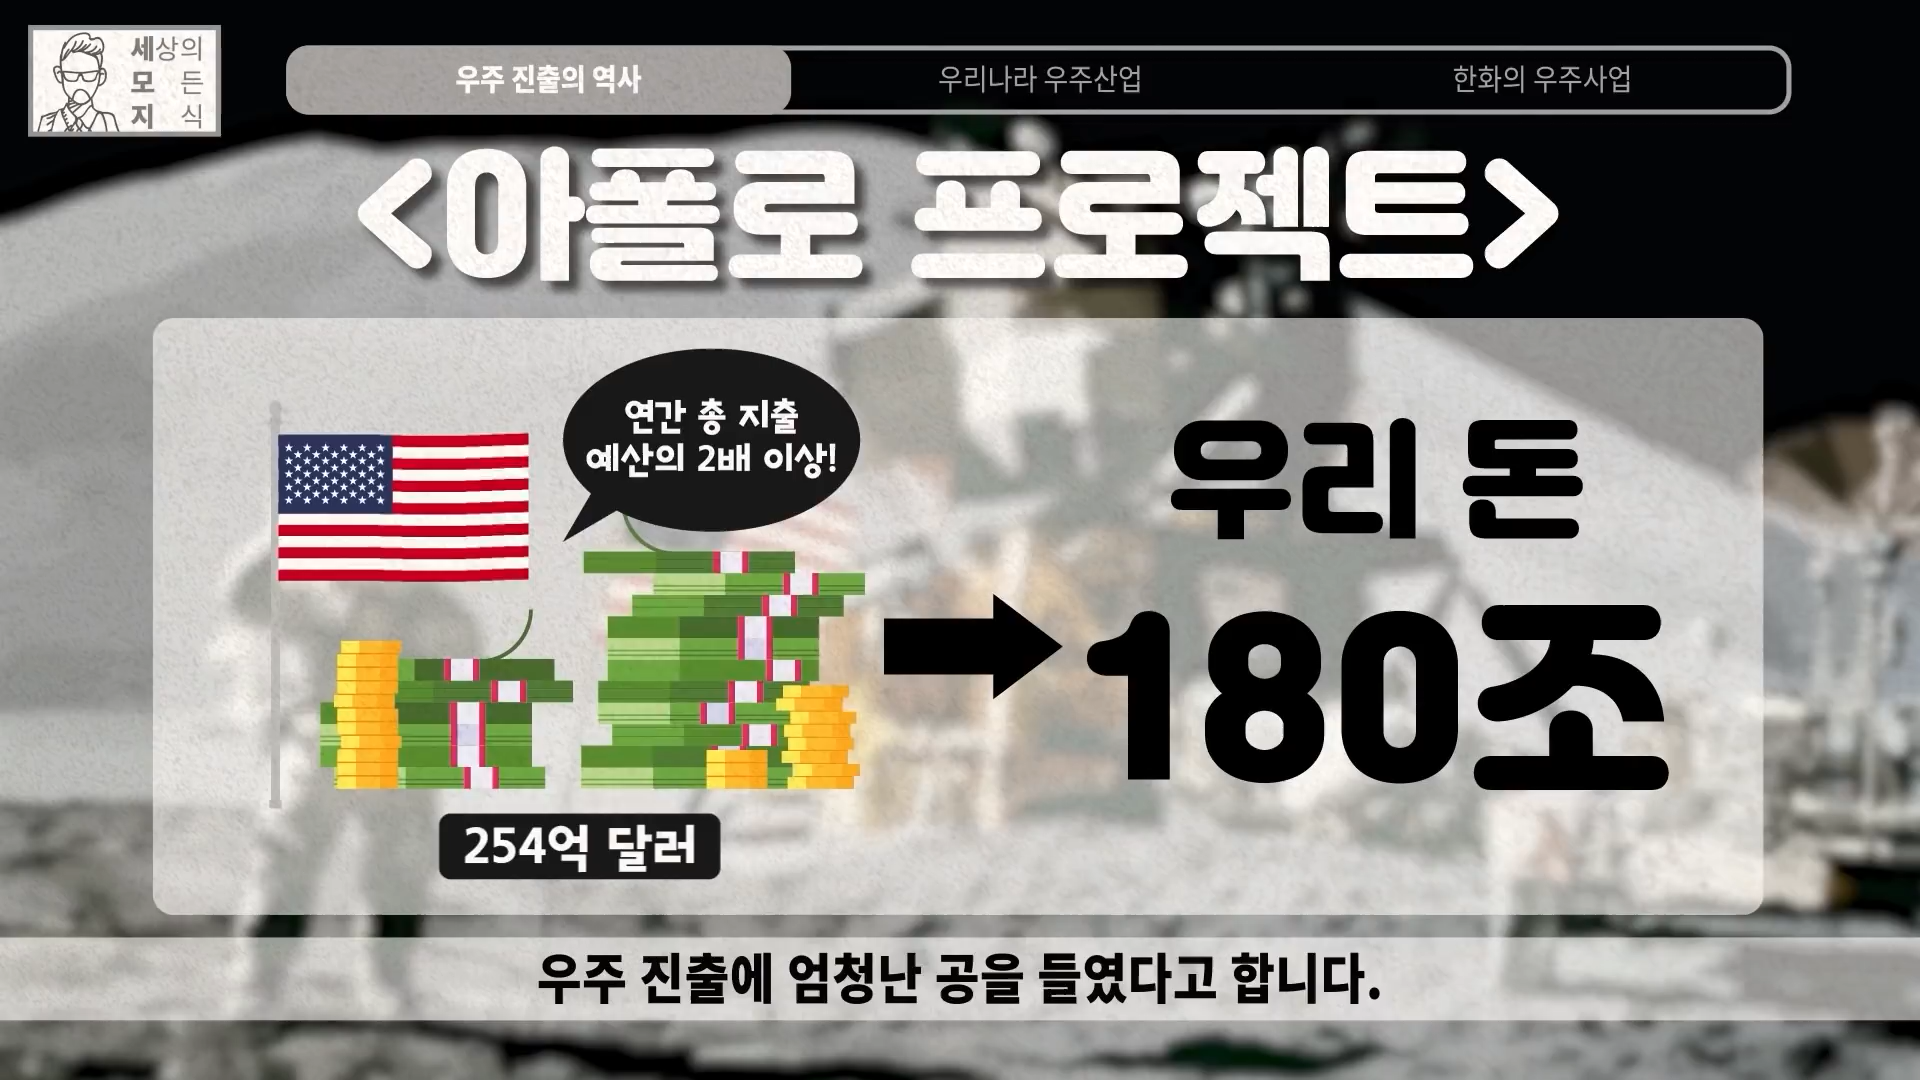 세상의
모든
지식
우주 진출의 역사
우리나라 우주산업
한화의 우주사업
<아폴로 프로젝트>
연간 총 지출
예산의 2배 이상!
254억 달러
우리 돈
180조
우주 진출에 엄청난 공을 들였다고 합니다.